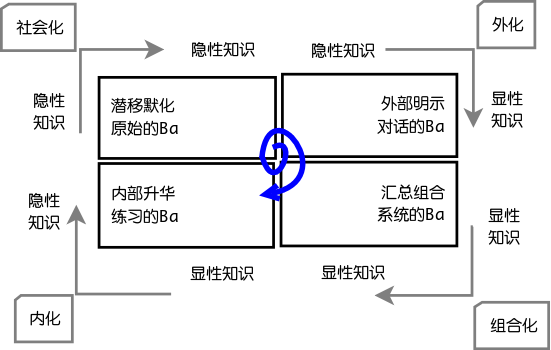 社会化
外化
隐性知识
隐性知识
隐性
知识
显性
知识
潜移默化
原始的Ba
外部明示
对话的Ba
内部升华
练习的Ba
汇总组合
系统的Ba
隐性
知识
显性
知识
显性知识
显性知识
内化
组合化